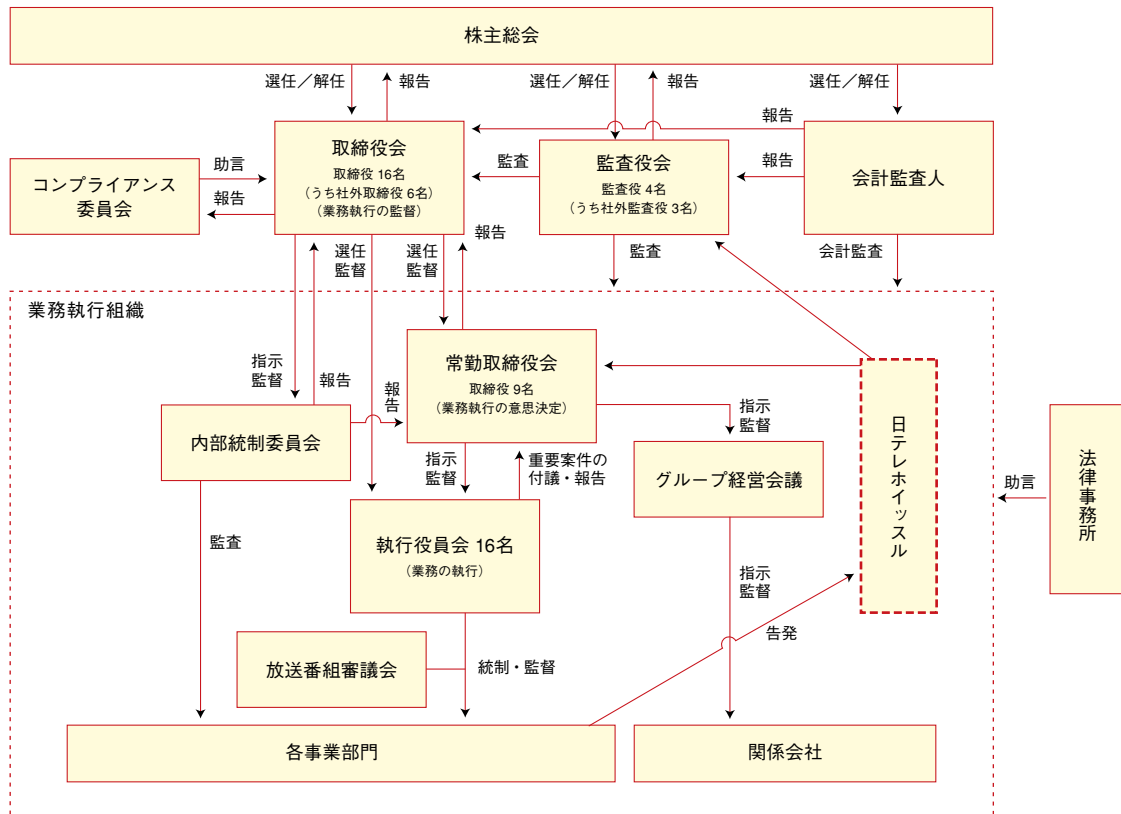 株主総会
選任／解任
報告
選任／解任
報告
選任／解任
報告
取締役会
取締役 16名
（うち社外取締役 6名）
（業務執行の監督）
監査
監査役会
監査役 4名
（うち社外監査役 3名）
報告
会計監査人
コンプライアンス
委員会
助言
報告
選任
監督
選任
監督
報告
監査
会計監査
業務執行組織
指示
監督
報告
報告
常勤取締役会
取締役 9名
（業務執行の意思決定）
指示
監督
内部統制委員会
指示
監督
重要案件の
付議・報告
グループ経営会議
日テレホイッスル
助言
法律事務所
監査
執行役員会 16名
（業務の執行）
指示
監督
告発
放送番組審議会
統制・監督
各事業部門
関係会社